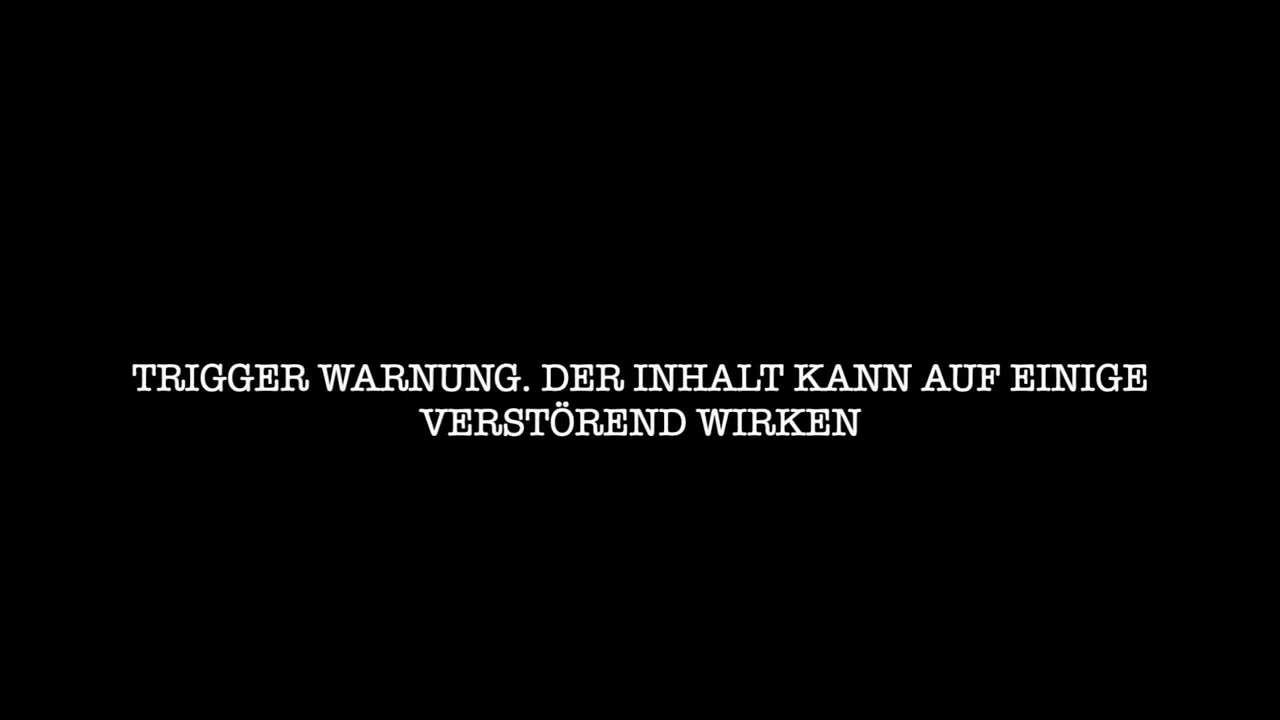 TRIGGER WARNUNG. DER INHALT KANN AUF EINIGE
VERSTÖREND WIRKEN